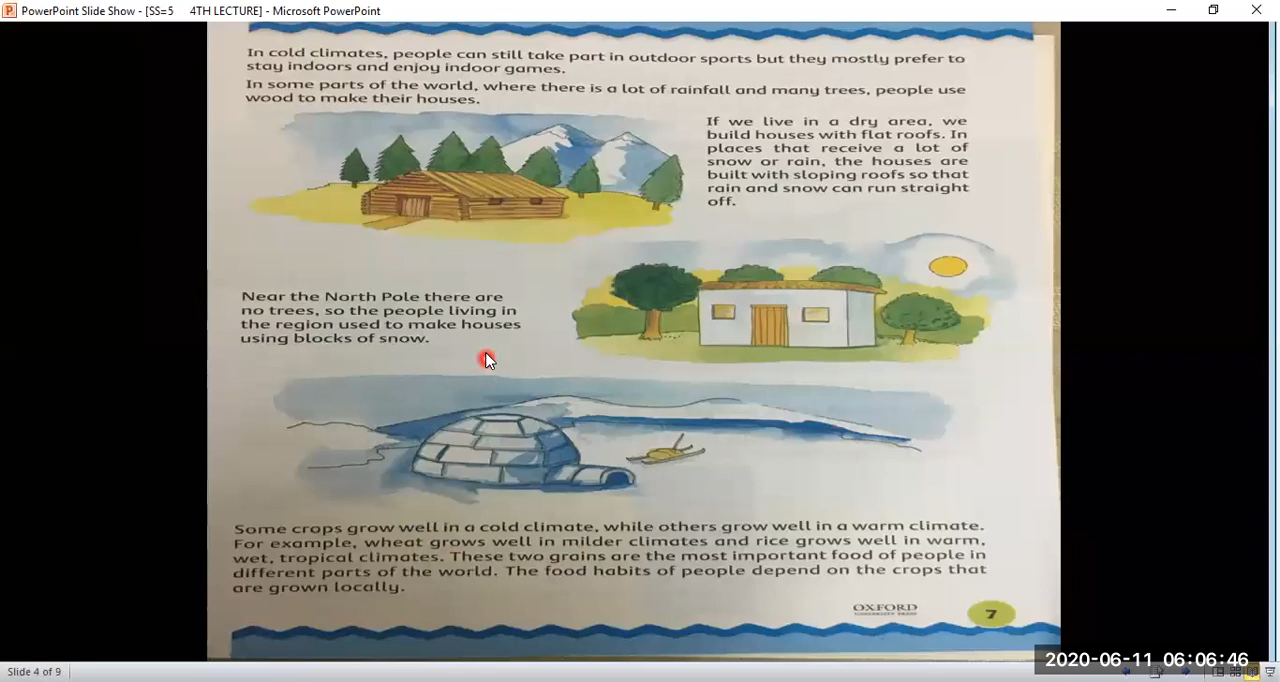 PowerPoint Slide Show - [SS=5 4TH LECTURE] - Microsoft PowerPoint
In cold climates, people can still take part in outdoor sports but they mostly prefer to
stay indoors and enjoy indoor games.
In some parts of the world, where there is a lot of rainfall and many trees, people use
wood to make their houses.
If we live in a dry area, we
build houses with flat roofs. In
places that receive a lot of
snow or rain, the houses are
built with sloping roofs so that
rain and snow can run straight
off.
Near the North Pole there are
no trees, so the people living in
the region used to make houses
using blocks of snow.
Some crops grow well in a cold climate, while others grow well in a warm climate.
For example, wheat grows well in milder climates and rice grows well in warm,
wet, tropical climates. These two grains are the most important food of people in
different parts of the world. The food habits of people depend on the crops that
are grown locally.
OXFORD
UNIVERSITY PRESS
7
Slide 4 of 9
2020-06-11 06:06:46